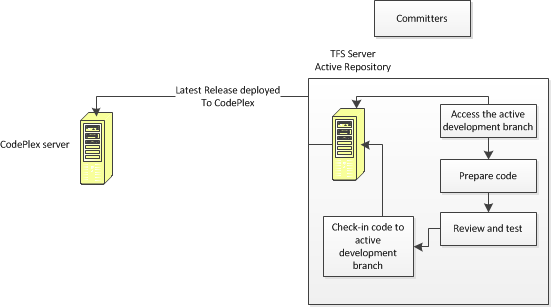 Committers
TFS Server
Active Repository
Latest Release deployed
To CodePlex
CodePlex server
Access the active
development branch
Prepare code
Review and test
Check-in code to
active
development
branch